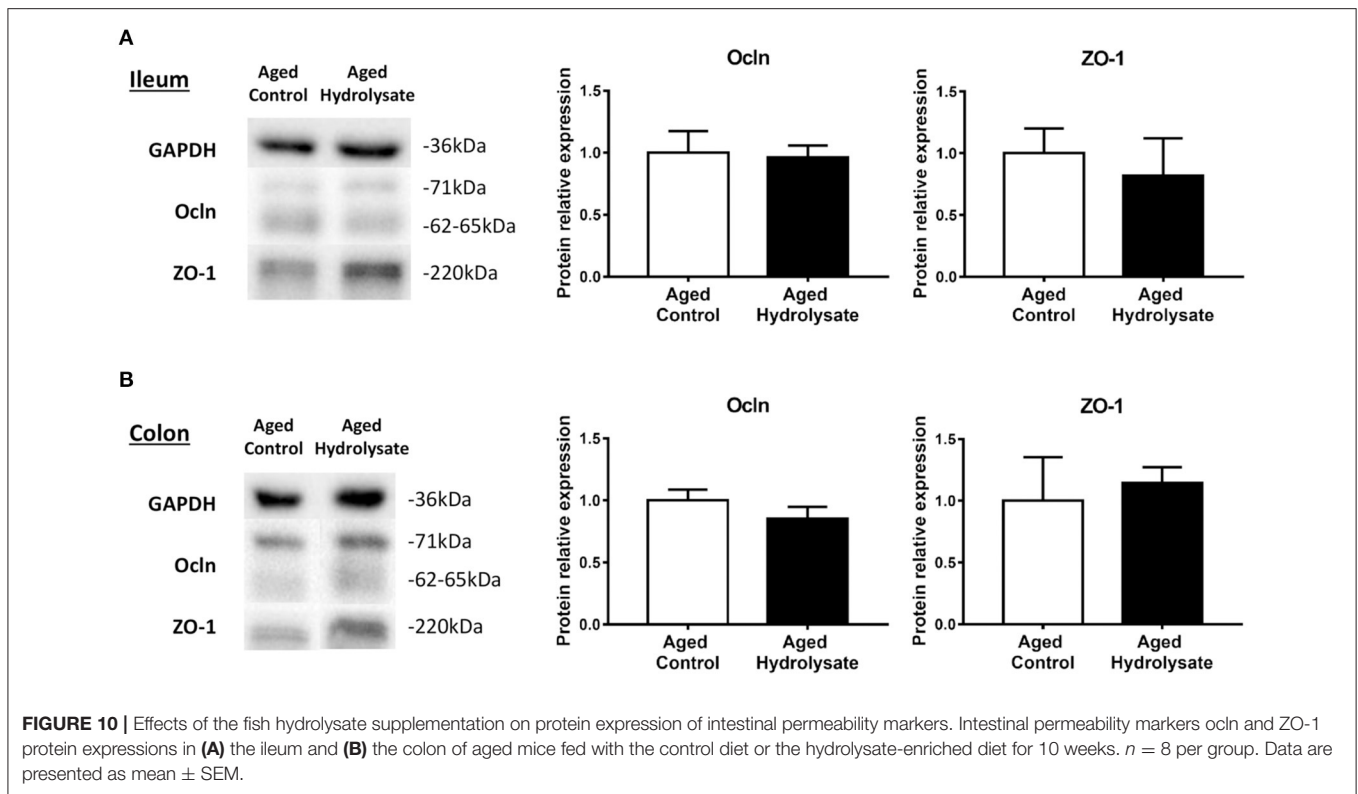 A
Ileum
Aged Control
Aged Hydrolysate
GAPDH
-36kDa
Ocln
-71kDa
-62-65kDa
ZO-1
-220kDa
Ocln
Protein relative expression
1.5
1.0
0.5
0.0
Aged Control
Aged Hydrolysate
ZO-1
Protein relative expression
1.5
1.0
0.5
0.0
Aged Control
Aged Hydrolysate
B
Colon
Aged Control
Aged Hydrolysate
GAPDH
-36kDa
Ocln
-71kDa
-62-65kDa
ZO-1
-220kDa
Ocln
Protein relative expression
1.5
1.0
0.5
0.0
Aged Control
Aged Hydrolysate
ZO-1
Protein relative expression
1.5
1.0
0.5
0.0
Aged Control
Aged Hydrolysate
FIGURE 10 | Effects of the fish hydrolysate supplementation on protein expression of intestinal permeability markers. Intestinal permeability markers ocln and ZO-1
protein expressions in (A) the ileum and (B) the colon of aged mice fed with the control diet or the hydrolysate-enriched diet for 10 weeks. n = 8 per group. Data are
presented as mean ± SEM.